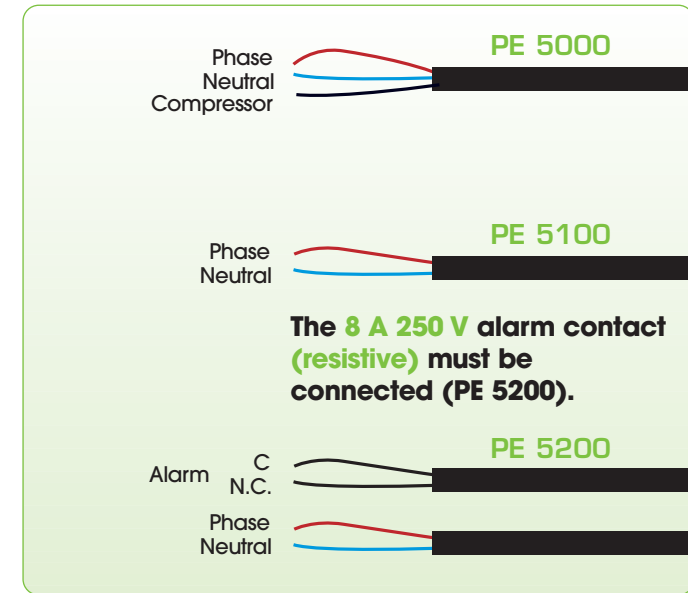 PE 5000
Phase
Neutral
Compressor
PE 5100
Phase
Neutral
The 8 A 250 V alarm contact
(resistive) must be
connected (PE 5200).
PE 5200
Alarm C
N.C.
Phase
Neutral